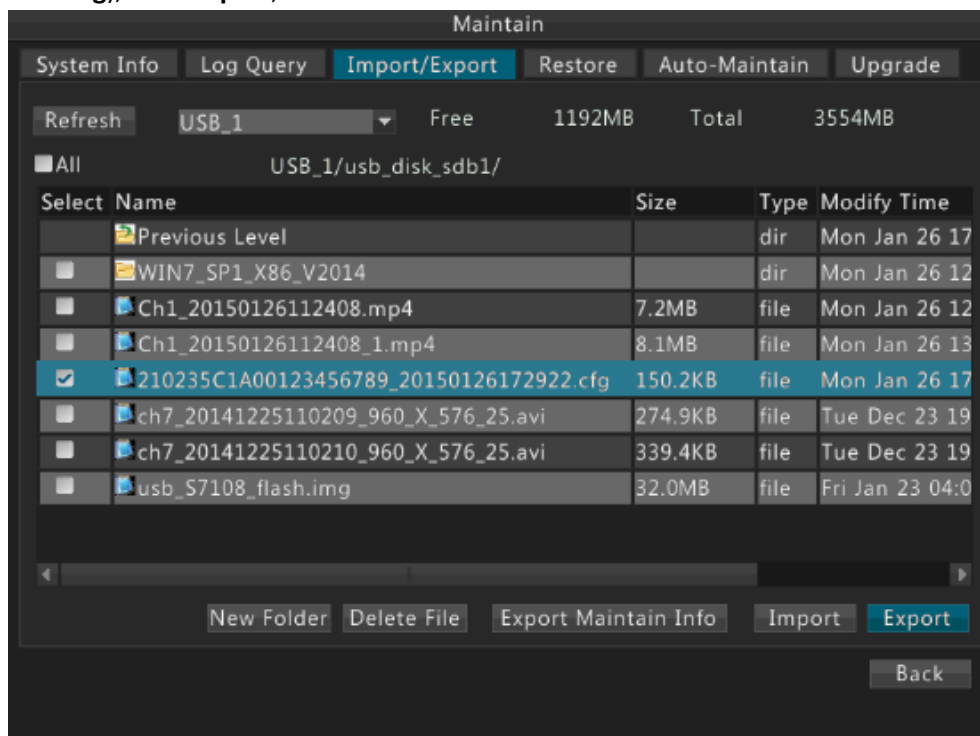 Maintain
System Info Log Query Import/Export Restore Auto-Maintain Upgrade
Refresh USB_1 Free 1192MB Total 3554MB
All USB_1/usb_disk_sdb1/
Select Name Size Type Modify Time
Previous Level dir Mon Jan 26 17
WIN7_SP1_X86_V2014 dir Mon Jan 26 12
Ch1_20150126112408.mp4 7.2MB file Mon Jan 26 12
Ch1_20150126112408_1.mp4 8.1MB file Mon Jan 26 13
210235C1A00123456789_20150126172922.cfg 150.2KB file Mon Jan 26 17
ch7_20141225110209_960_X_576_25.avi 274.9KB file Tue Dec 23 19
ch7_20141225110210_960_X_576_25.avi 339.4KB file Tue Dec 23 19
usb_S7108_flash.img 32.0MB file Fri Jan 23 04:0
New Folder Delete File Export Maintain Info Import Export
Back